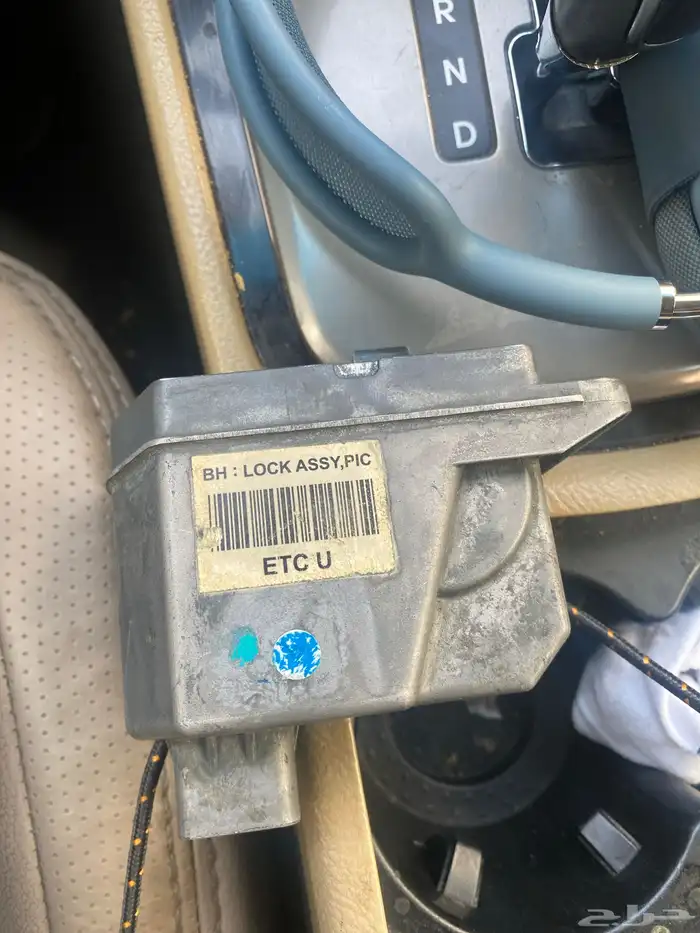 R
N
D
BH : LOCK ASSY,PIC
ETC U
حراج